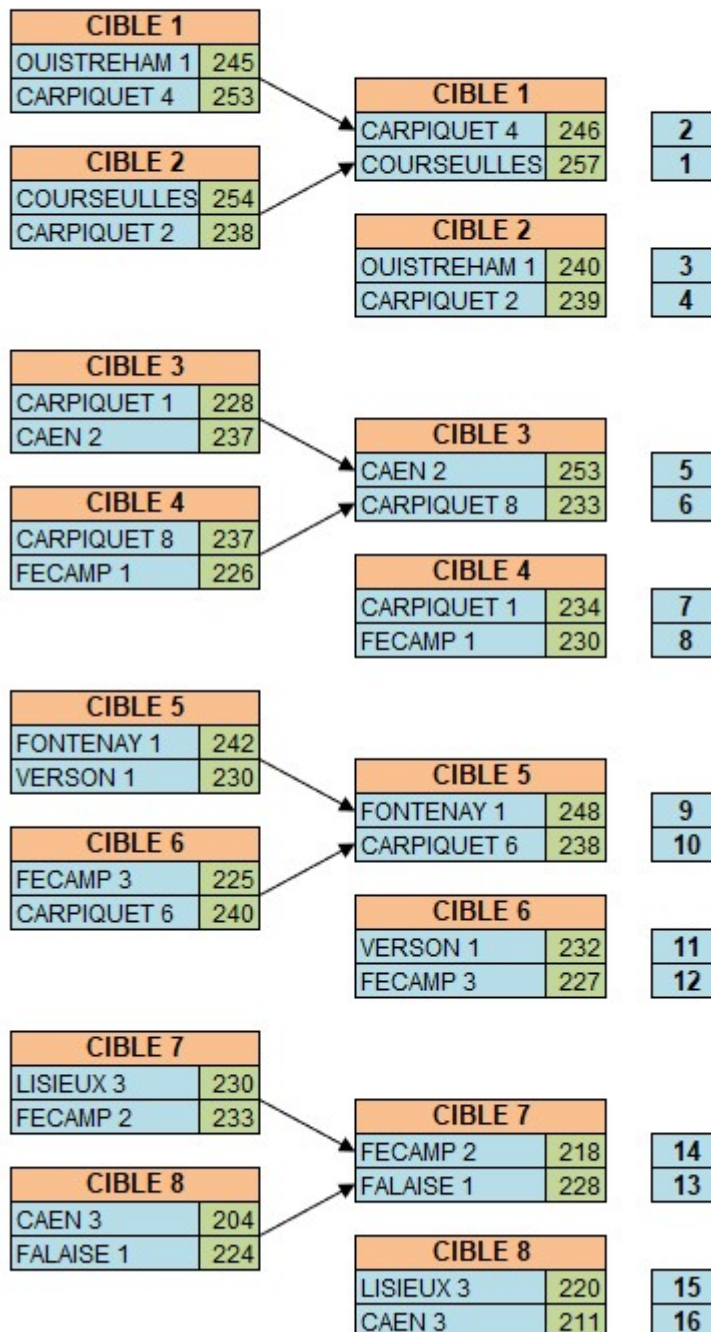 CIBLE 1
OUISTREHAM 1 245
CARPIQUET 4 253
CIBLE 2
COURSEULLES 254
CARPIQUET 2 238
CIBLE 1
CARPIQUET 4 246 2
COURSEULLES 257 1
CIBLE 2
OUISTREHAM 1 240 3
CARPIQUET 2 239 4
CIBLE 3
CARPIQUET 1 228
CAEN 2 237
CIBLE 4
CARPIQUET 8 237
FECAMP 1 226
CIBLE 3
CAEN 2 253 5
CARPIQUET 8 233 6
CIBLE 4
CARPIQUET 1 234 7
FECAMP 1 230 8
CIBLE 5
FONTENAY 1 242
VERSON 1 230
CIBLE 6
FECAMP 3 225
CARPIQUET 6 240
CIBLE 5
FONTENAY 1 248 9
CARPIQUET 6 238 10
CIBLE 6
VERSON 1 232 11
FECAMP 3 227 12
CIBLE 7
LISIEUX 3 230
FECAMP 2 233
CIBLE 8
CAEN 3 204
FALAISE 1 224
CIBLE 7
FECAMP 2 218 14
FALAISE 1 228 13
CIBLE 8
LISIEUX 3 220 15
CAEN 3 211 16